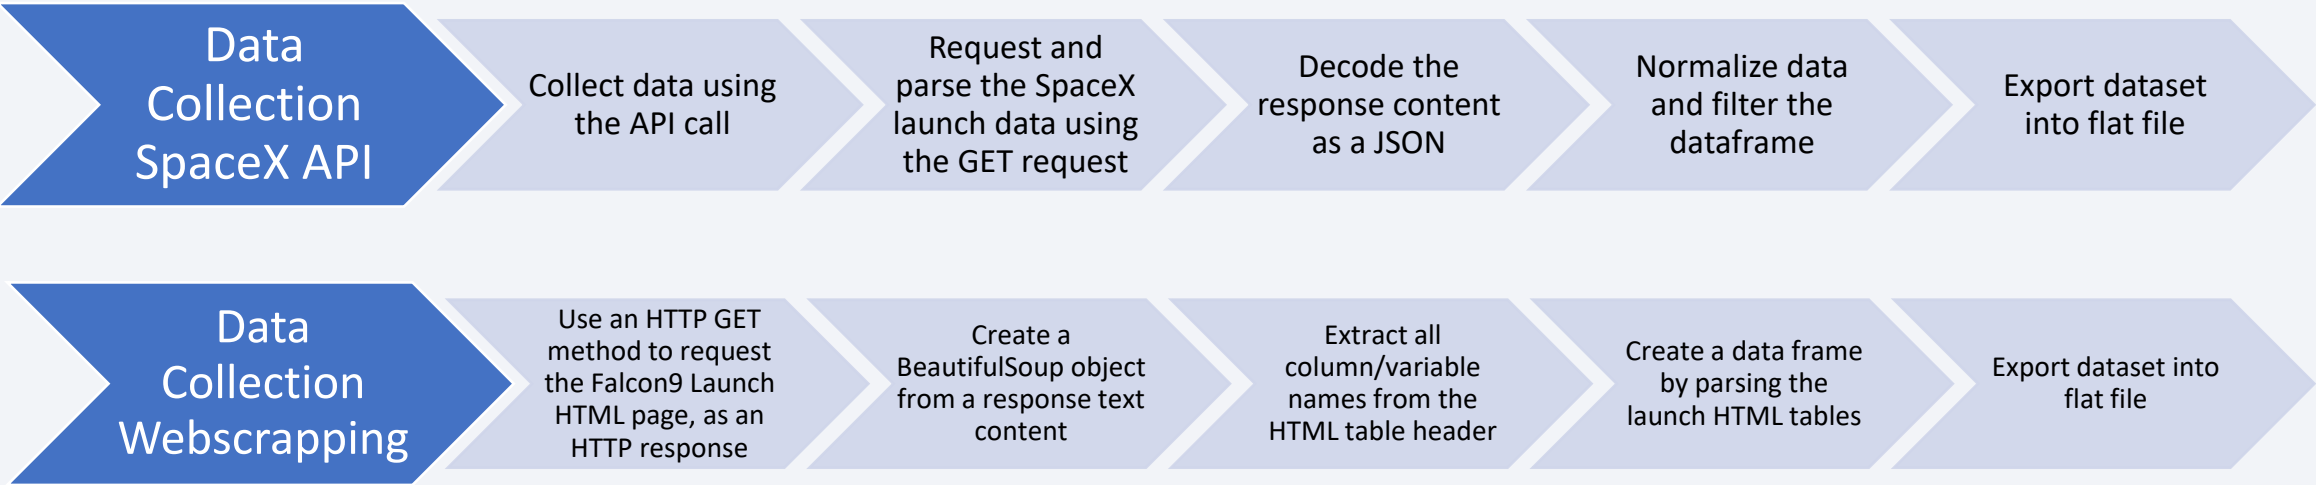 Data
Collection
SpaceX API
Collect data using
the API call
Request and
parse the SpaceX
launch data using
the GET request
Decode the
response content
as a JSON
Normalize data
and filter the
dataframe
Export dataset
into flat file
Data
Collection
Webscrapping
Use an HTTP GET
method to request
the Falcon9 Launch
HTML page, as an
HTTP response
Create a
BeautifulSoup object
from a response text
content
Extract all
column/variable
names from the
HTML table header
Create a data frame
by parsing the
launch HTML tables
Export dataset into
flat file